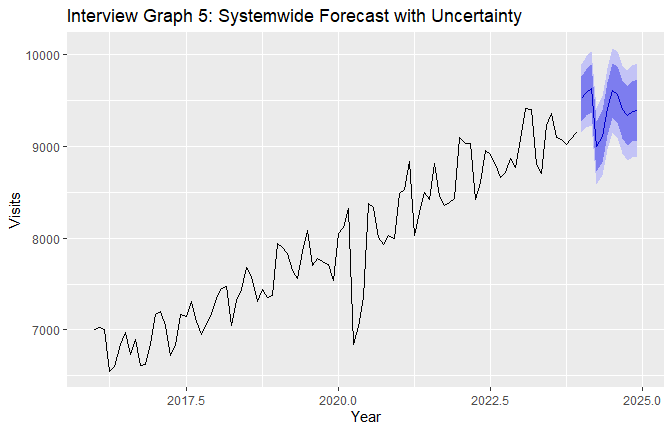 Interview Graph 5: Systemwide Forecast with Uncertainty
10000
9000
8000
7000
Visits
2017.5 2020.0 2022.5 2025.0
Year